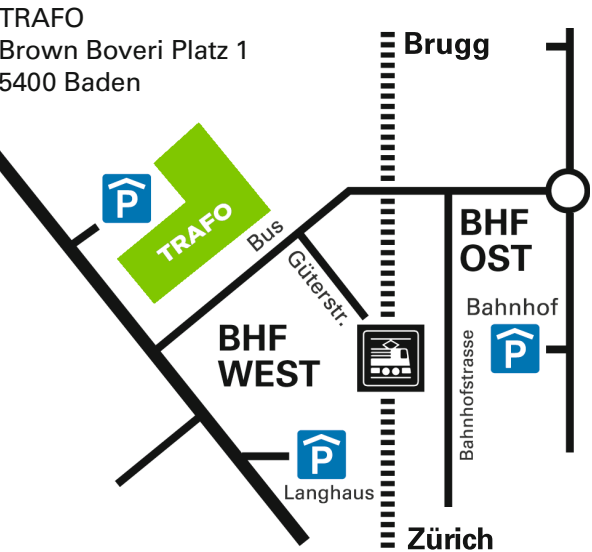 TRAFO
Brown Boveri Platz 1
5400 Baden
Brugg
P
TRAFO
Bus
Güterstr.
BHF
OST
Bahnhof
P
BHF
WEST
Bahnhofstrasse
P
Langhaus
Zürich